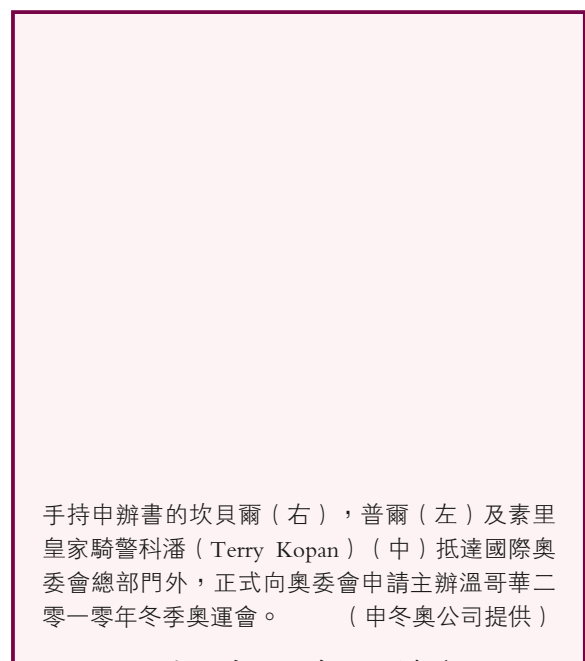 手持申辦書的坎貝爾（右），普爾（左）及素里
皇家騎警科潘（Terry Kopan）（中）抵達國際奧
委會總部門外，正式向奧委會申請主辦溫哥華二
零一零年冬季奧運會。　　（申冬奧公司提供）